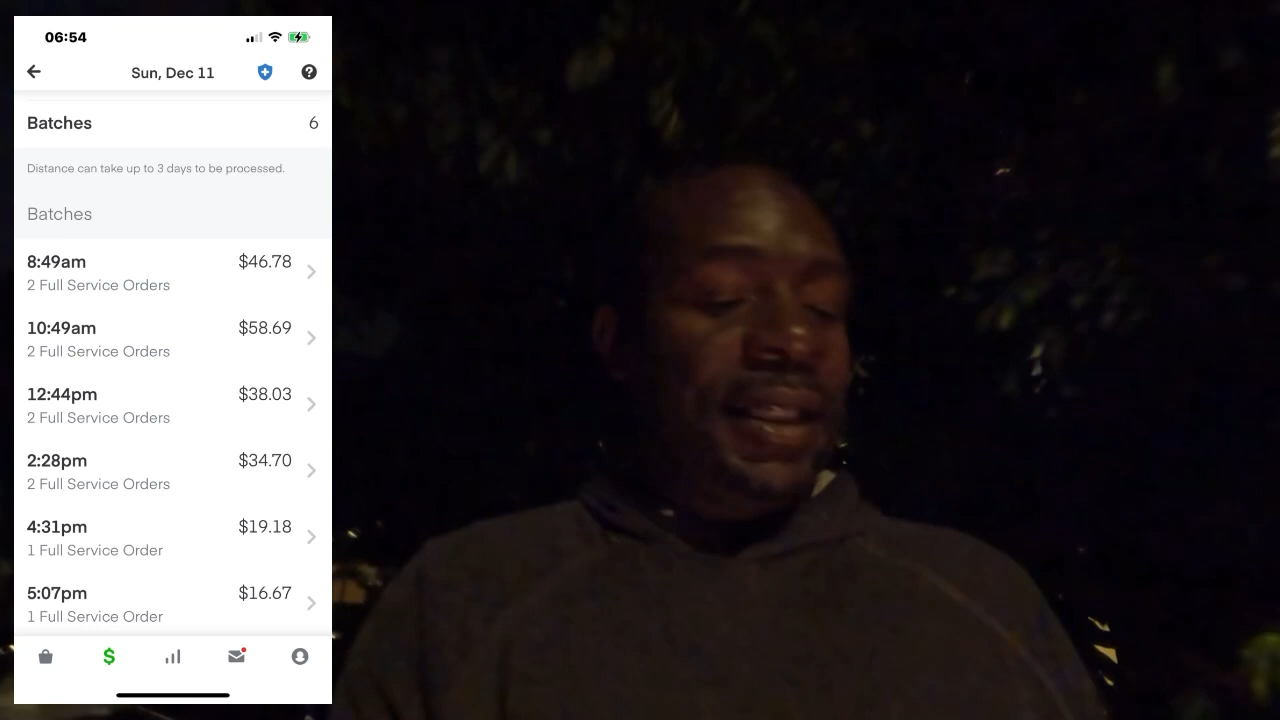 06:54
Sun, Dec 11
Batches 6
Distance can take up to 3 days to be processed.
Batches
8:49am $46.78
2 Full Service Orders
10:49am $58.69
2 Full Service Orders
12:44pm $38.03
2 Full Service Orders
2:28pm $34.70
2 Full Service Orders
4:31pm $19.18
1 Full Service Order
5:07pm $16.67
1 Full Service Order